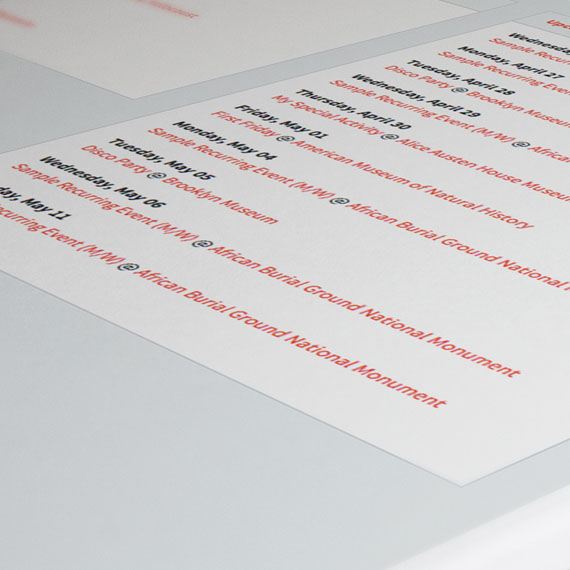 Upc
Wednesda
Sample Recurring
Monday, April 27
Sample Recurring Eve
Tuesday, April 28
Disco Party @ Brooklyn Museum
Wednesday, April 29
Sample Recurring Event (M/W) @ African
Thursday, April 30
My Special Activity @ Alice Austen House Museum
Friday, May 01
First Friday @ American Museum of Natural History
Monday, May 04
Sample Recurring Event (M/W) @ African Burial Ground National
Tuesday, May 05
Disco Party @ Brooklyn Museum
Wednesday, May 06
Sample Recurring Event (M/W) @ African Burial Ground National Monument
day, May 11
ecurring Event (M/W) @ African Burial Ground National Monument